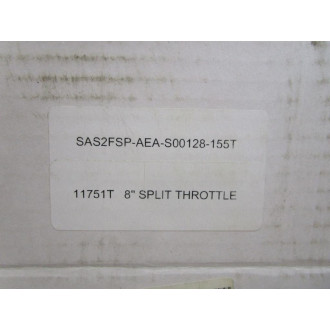 SAS2FSP-AEA-S00128-155T
11751T 8" SPLIT THROTTLE